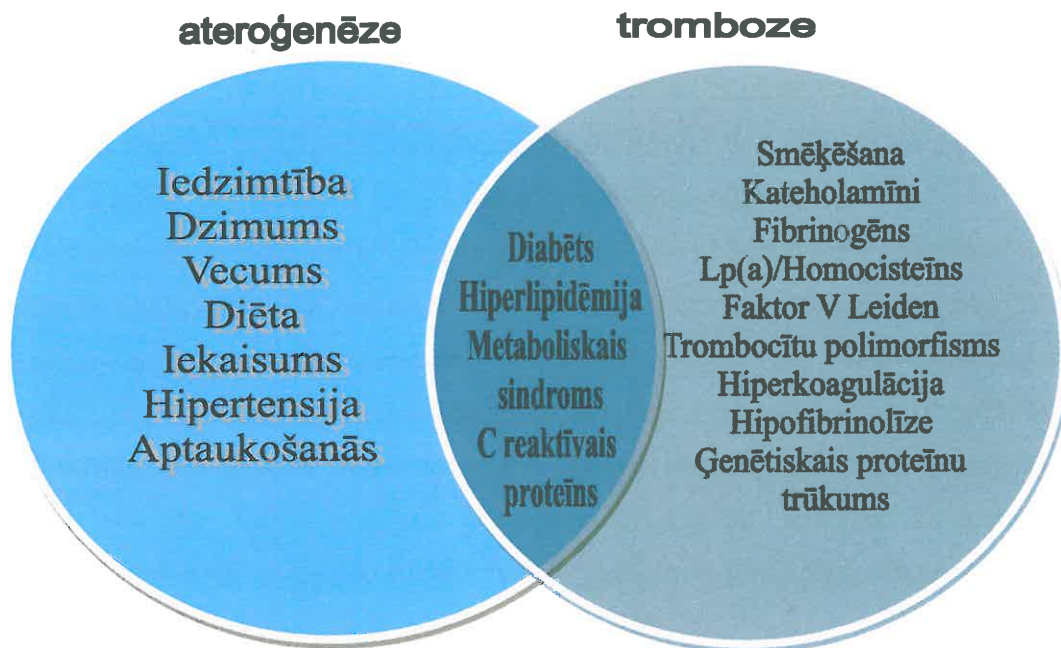 ateroģenēze
tromboze
Iedzimtība
Dzimums
Vecums
Diēta
Iekaisums
Hipertensija
Aptaukošanās
Diabēts
Hiperlipidēmija
Metaboliskais
sindroms
C reaktīvais
proteīns
Smēķēšana
Kateholamīni
Fibrinogēns
Lp(a)/Homocisteīns
Faktor V Leiden
Trombocītu polimorfisms
Hiperkoagulācija
Hipofibrinolīze
Ģenētiskais proteīnu
trūkums